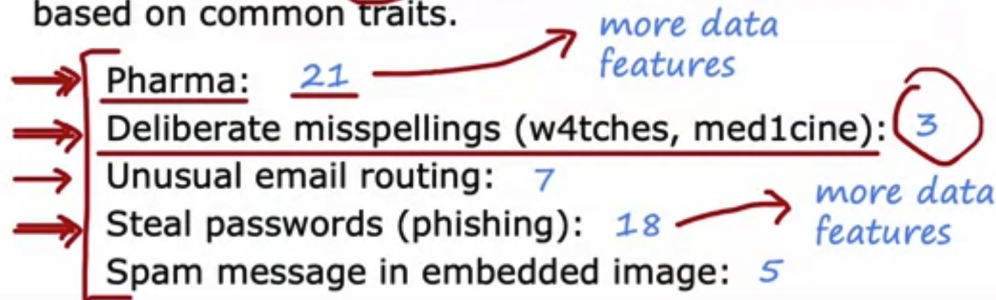 based on common traits.
more data
features
Pharma: 21
Deliberate misspellings (w4tches, med1cine): 3
Unusual email routing: 7
more data
features
Steal passwords (phishing): 18
Spam message in embedded image: 5